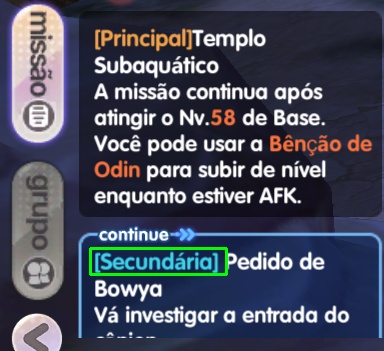 missão
grupo
[Principal]Templo
Subaquático
A missão continua após
atingir o Nv.58 de Base.
Você pode usar a Bênção de
Odin para subir de nível
enquanto estiver AFK.
continue
[Secundária] Pedido de
Bowya
Vá investigar a entrada do